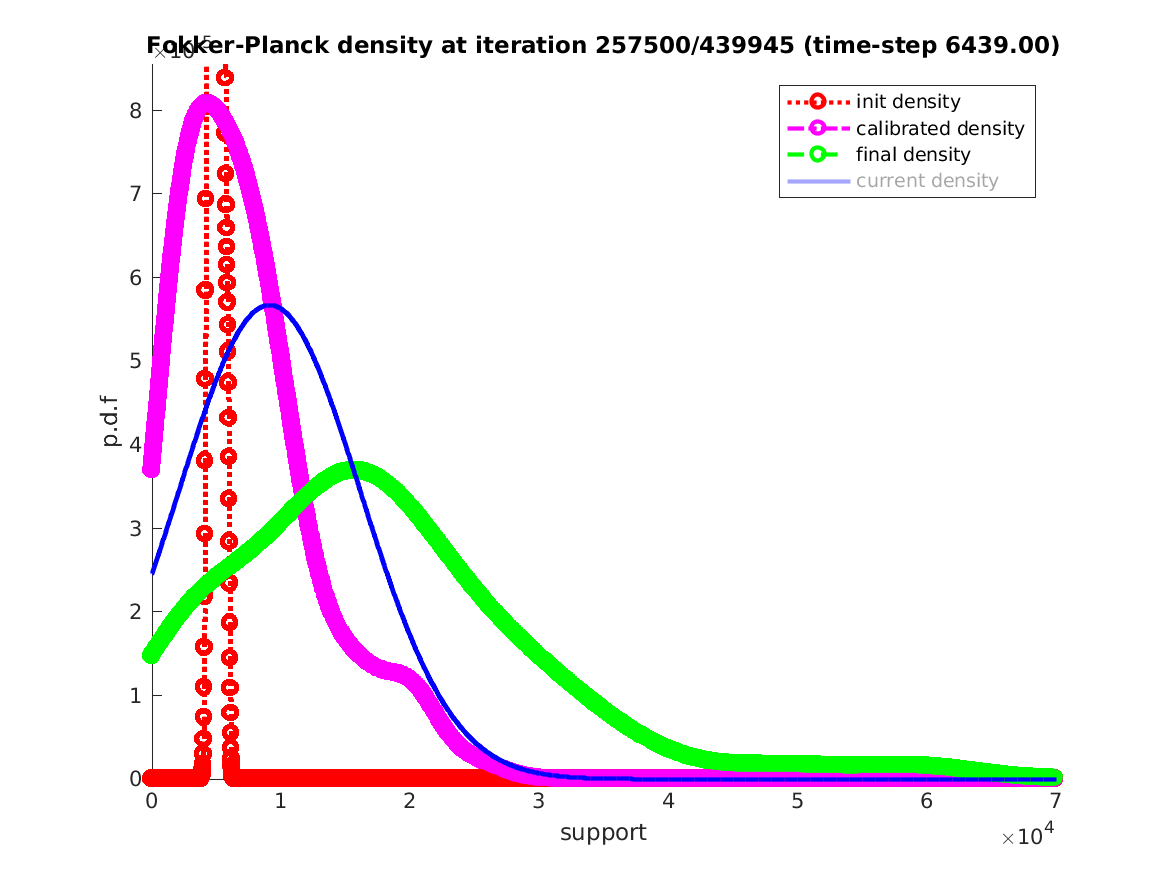 Fokker-Planck density at iteration 257500/439945 (time-step 6439.00)
×10⁻⁵
init density
calibrated density
final density
current density
8
7
6
5
4
3
2
1
0
p.d.f
0 1 2 3 4 5 6 7
support
×10⁴